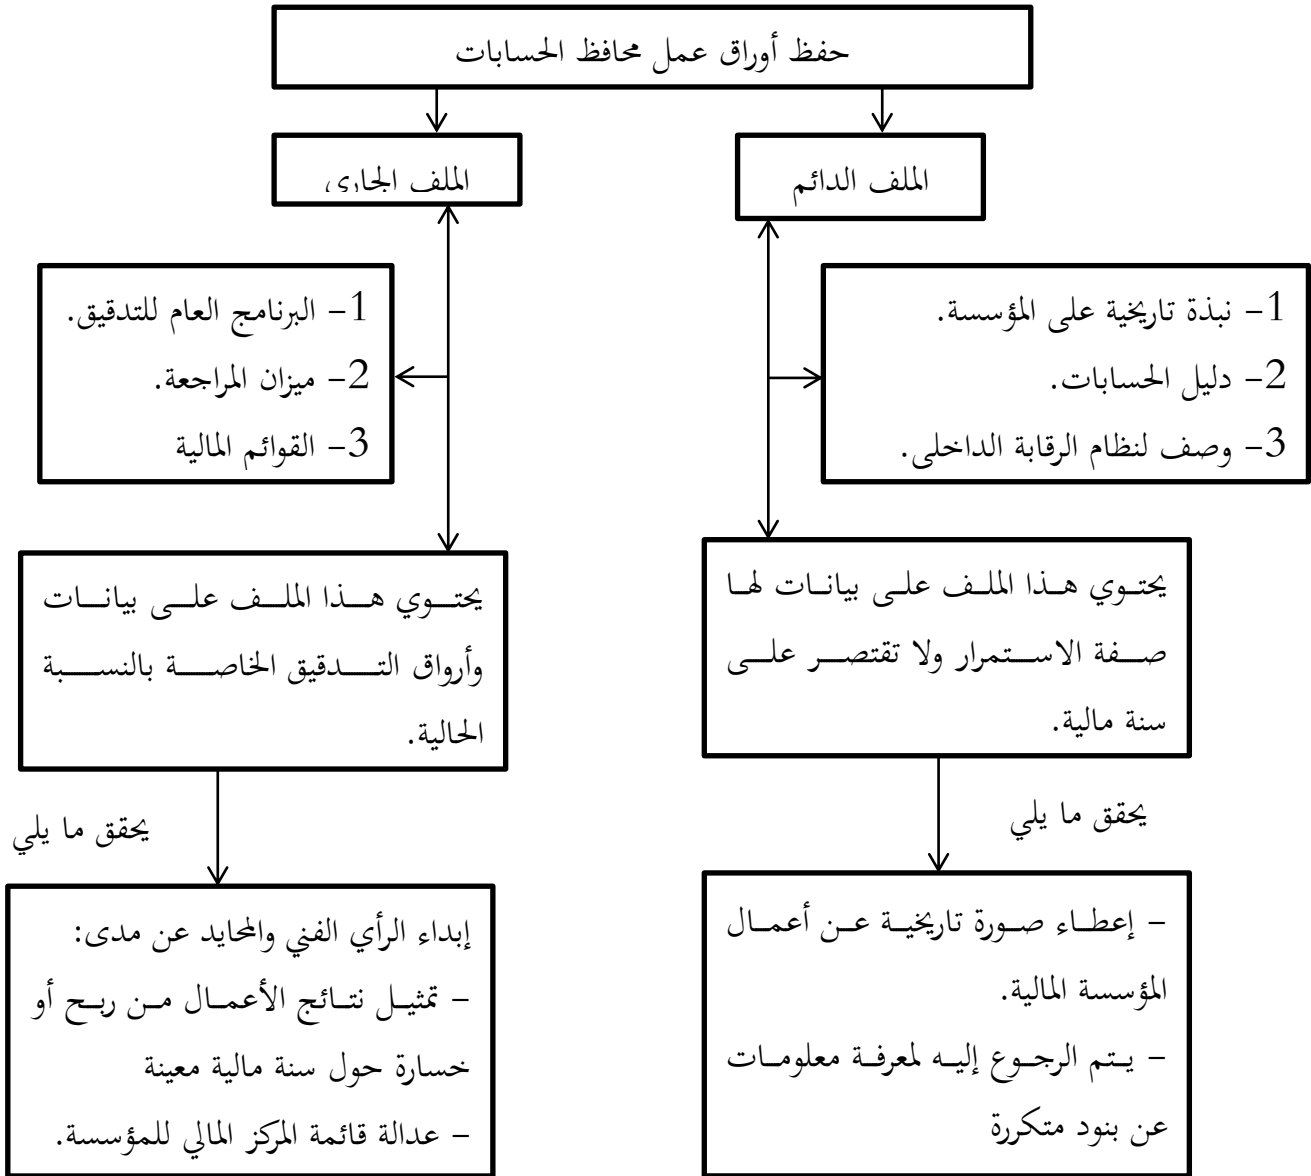 حفظ أوراق عمل محافظ الحسابات
الملف الدائم
الملف الجاري
1- نبذة تاريخية على المؤسسة.
2- دليل الحسابات.
3- وصف لنظام الرقابة الداخلي.
1- البرنامج العام للتدقيق.
2- ميزان المراجعة.
3- القوائم المالية
يحتوي هذا الملف على بيانات لها
صفة الاستمرار ولا تقتصر على
سنة مالية.
يحتوي هذا الملف على بيانات
وأرواق التدقيق الخاصة بالنسبة
الحالية.
يحقق ما يلي
يحقق ما يلي
- إعطاء صورة تاريخية عن أعمال
المؤسسة المالية.
- يتم الرجوع إليه لمعرفة معلومات
عن بنود متكررة
إبداء الرأي الفني والمحايد عن مدى:
- تمثيل نتائج الأعمال من ربح أو
خسارة حول سنة مالية معينة
- عدالة قائمة المركز المالي للمؤسسة.